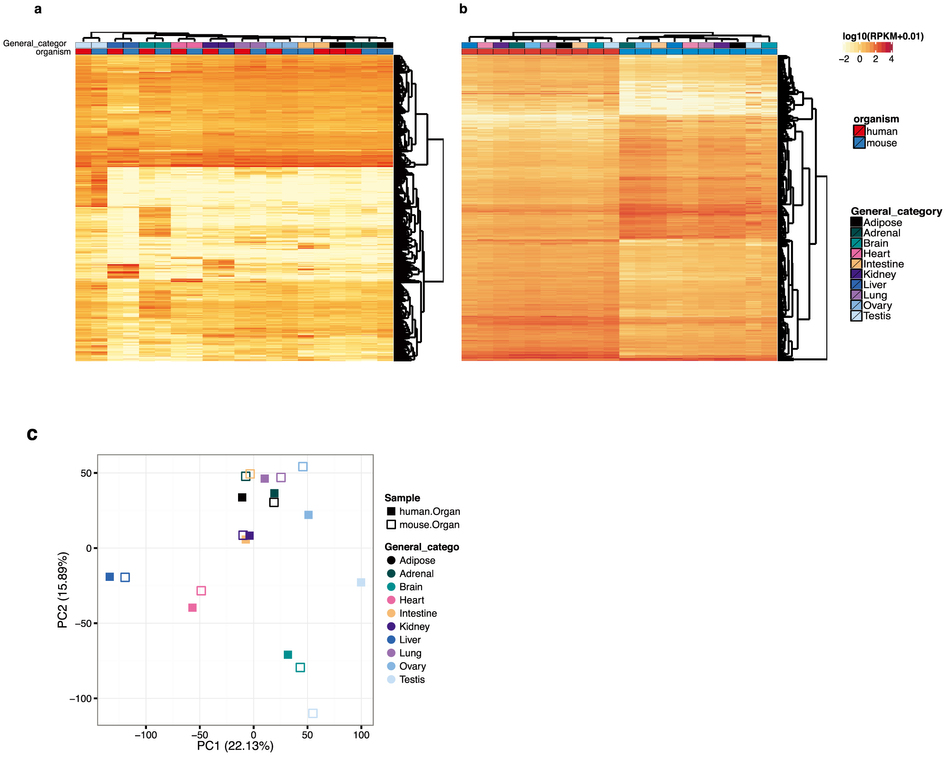 a
b
General_categor
organism
log10(RPKM+0.01)
−2 0 2 4
organism
human
mouse
General_category
Adipose
Adrenal
Brain
Heart
Intestine
Kidney
Liver
Lung
Ovary
Testis
c
50
0
−50
−100
PC2 (15.89%)
−100 −50 0 50 100
PC1 (22.13%)
Sample
human.Organ
mouse.Organ
General_catego
Adipose
Adrenal
Brain
Heart
Intestine
Kidney
Liver
Lung
Ovary
Testis